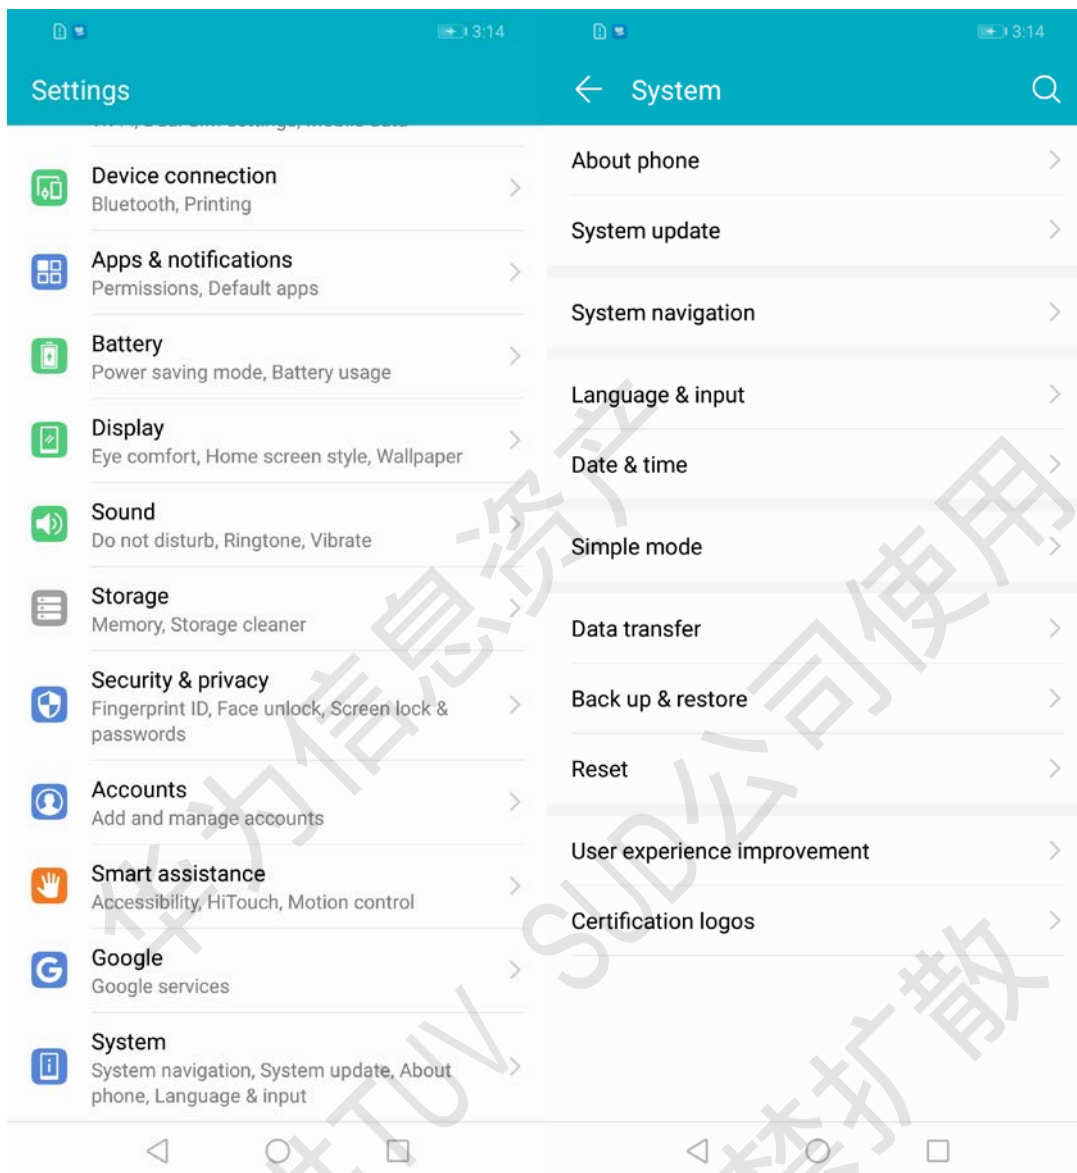 3:14
Settings
Device connection
Bluetooth, Printing
Apps & notifications
Permissions, Default apps
Battery
Power saving mode, Battery usage
Display
Eye comfort, Home screen style, Wallpaper
Sound
Do not disturb, Ringtone, Vibrate
Storage
Memory, Storage cleaner
Security & privacy
Fingerprint ID, Face unlock, Screen lock &
passwords
Accounts
Add and manage accounts
Smart assistance
Accessibility, HiTouch, Motion control
Google
Google services
System
System navigation, System update, About
phone, Language & input
3:14
System
About phone
System update
System navigation
Language & input
Date & time
Simple mode
Data transfer
Back up & restore
Reset
User experience improvement
Certification logos
华为信息资产
TUV SUD公司使用
禁扩散